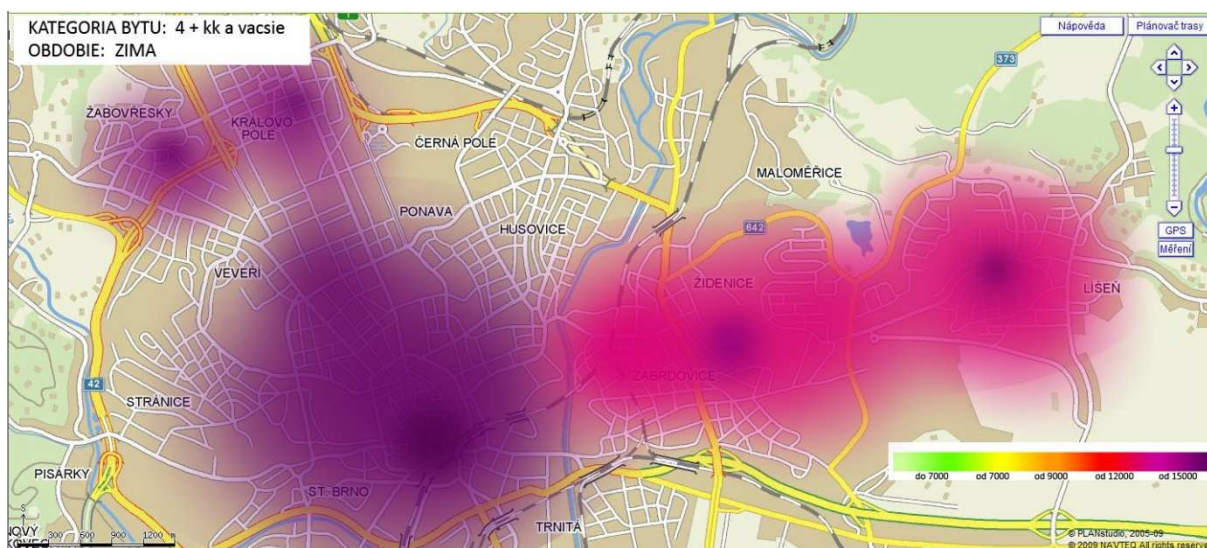 KATEGORIA BYTU: 4 + kk a vacsie
OBDOBIE: ZIMA
Nápověda
Plánovač trasy
373
ŽABOVŘESKY
KRÁLOVO
POLE
ČERNÁ POLE
MALOMĚŘICE
PONAVA
HUSOVICE
642
GPS
Měření
VEVEŘÍ
ŽIDENICE
LÍŠEŇ
42
ZÁBRDOVICE
STRÁNICE
PISÁRKY
ST. BRNO
do 7000 od 7000 od 9000 od 12000 od 15000
S
TRNITÁ
NOVÝ
300 600 900 1200 m
© PLANstudio, 2005-09
© 2009 NAVTEQ All rights reserve